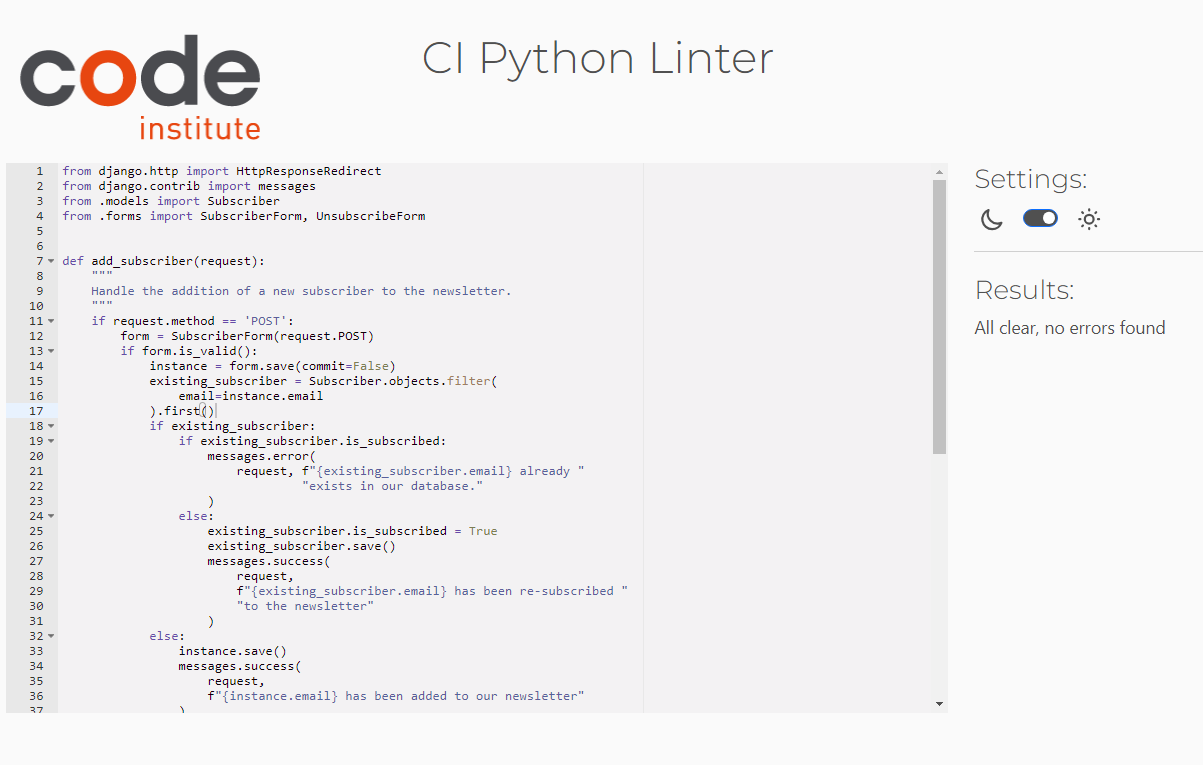 code
institute
CI Python Linter
1 from django.http import HttpResponseRedirect
2 from django.contrib import messages
3 from .models import Subscriber
4 from .forms import SubscriberForm, UnsubscribeForm
5
6
7 def add_subscriber(request):
8     """
9     Handle the addition of a new subscriber to the newsletter.
10     """
11     if request.method == 'POST':
12         form = SubscriberForm(request.POST)
13         if form.is_valid():
14             instance = form.save(commit=False)
15             existing_subscriber = Subscriber.objects.filter(
16                 email=instance.email
17             ).first()
18             if existing_subscriber:
19                 if existing_subscriber.is_subscribed:
20                     messages.error(
21                         request, f"{existing_subscriber.email} already "
22                                  "exists in our database."
23                     )
24                 else:
25                     existing_subscriber.is_subscribed = True
26                     existing_subscriber.save()
27                     messages.success(
28                         request,
29                         f"{existing_subscriber.email} has been re-subscribed "
30                         "to the newsletter"
31                     )
32             else:
33                 instance.save()
34                 messages.success(
35                     request,
36                     f"{instance.email} has been added to our newsletter"
37                 )
Settings:
Results:
All clear, no errors found